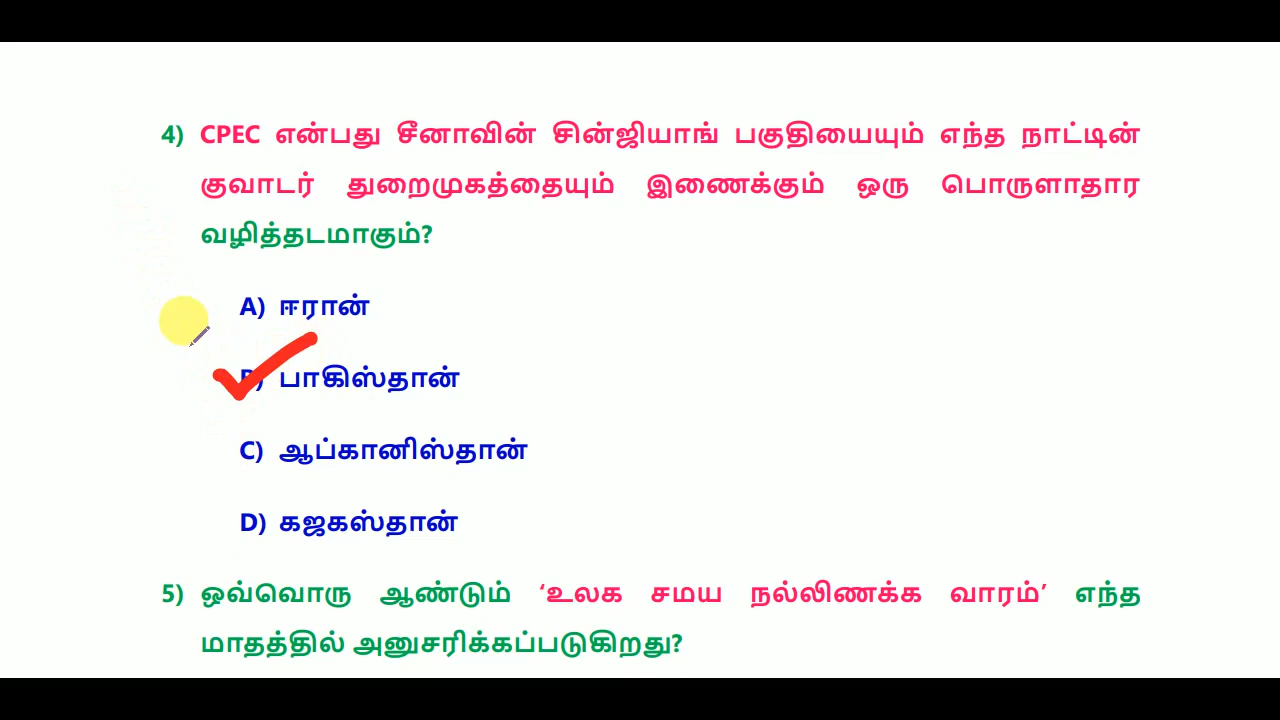 4) CPEC என்பது சீனாவின் சின்ஜியாங் பகுதியையும் எந்த நாட்டின்
குவாடர் துறைமுகத்தையும் இணைக்கும் ஒரு பொருளாதார
வழித்தடமாகும்?
A) ஈரான்
B) பாகிஸ்தான்
C) ஆப்கானிஸ்தான்
D) கஜகஸ்தான்
5) ஒவ்வொரு ஆண்டும் ‘உலக சமய நல்லிணக்க வாரம்’ எந்த
மாதத்தில் அனுசரிக்கப்படுகிறது?